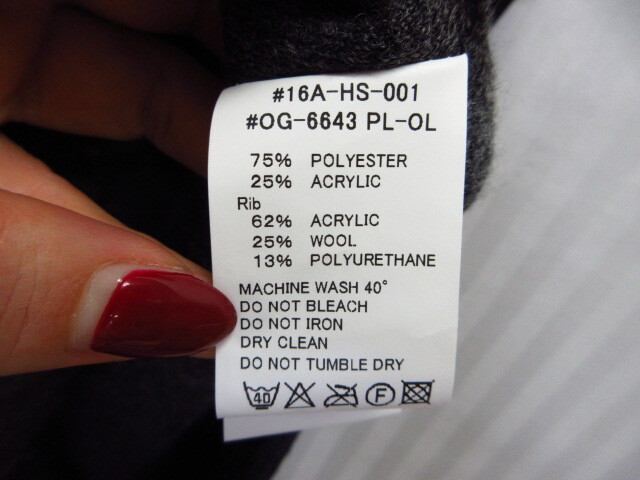 #16A-HS-001
#OG-6643 PL-OL
75% POLYESTER
25% ACRYLIC
Rib
62% ACRYLIC
25% WOOL
13% POLYURETHANE
MACHINE WASH 40°
DO NOT BLEACH
DO NOT IRON
DRY CLEAN
DO NOT TUMBLE DRY
40 F